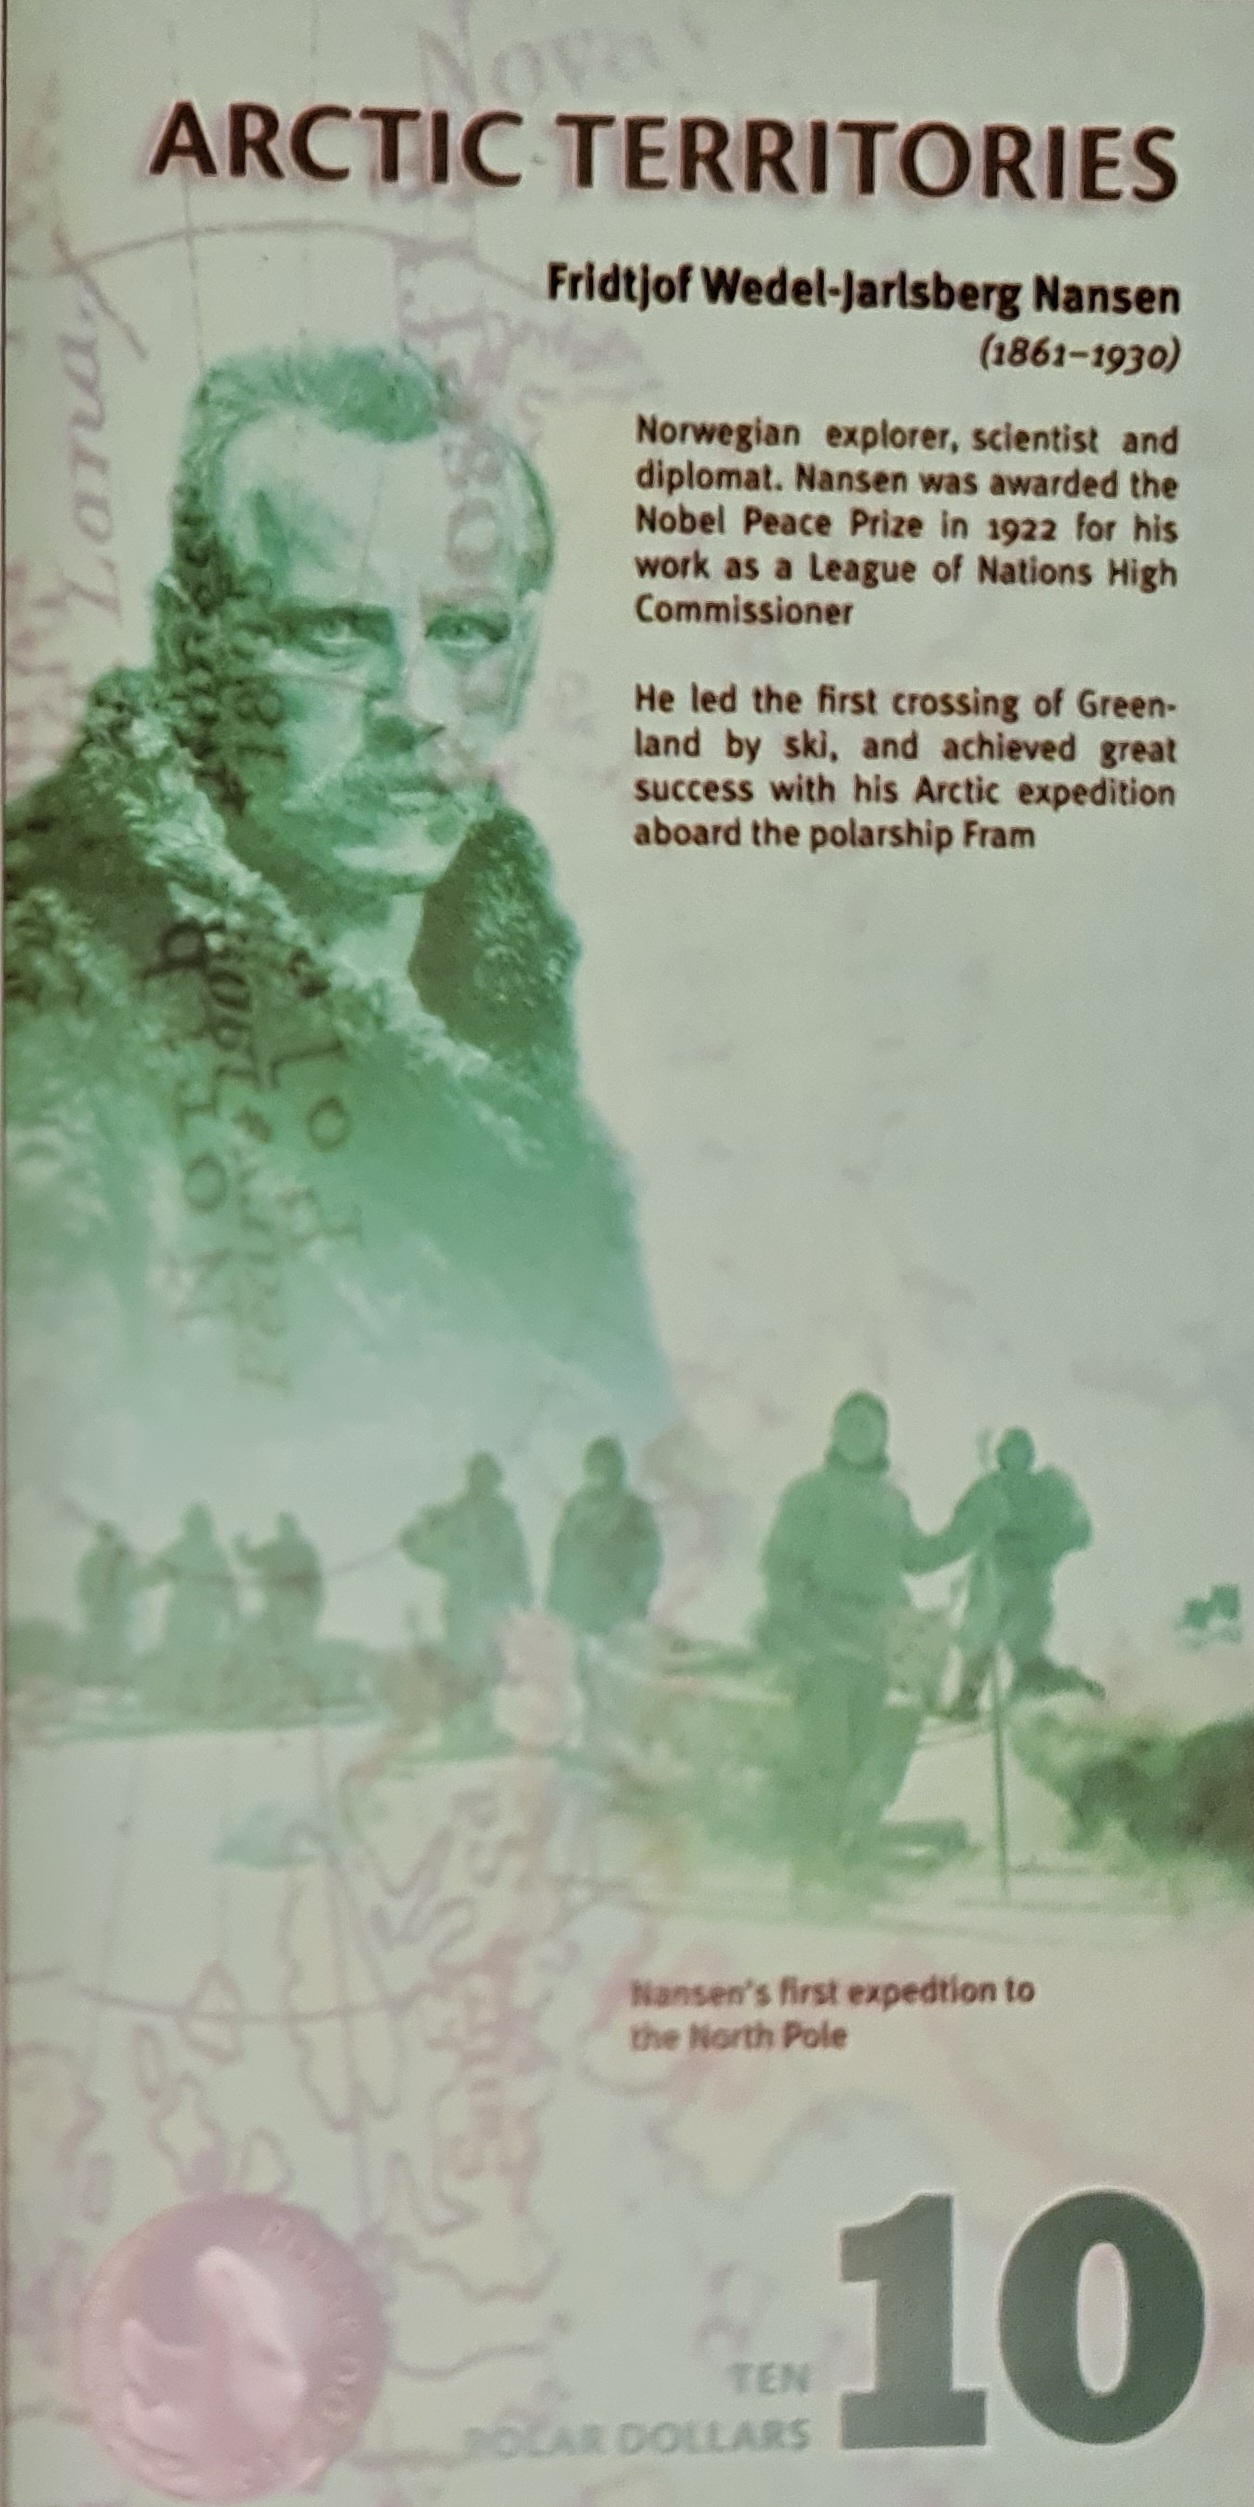 ARCTIC TERRITORIES
Fridtjof Wedel-Jarlsberg Nansen
(1861–1930)
Norwegian explorer, scientist and
diplomat. Nansen was awarded the
Nobel Peace Prize in 1922 for his
work as a League of Nations High
Commissioner
He led the first crossing of Green-
land by ski, and achieved great
success with his Arctic expedition
aboard the polarship Fram
Nansen's first expedtion to
the North Pole
10
TEN
POLAR DOLLARS
Land
1909